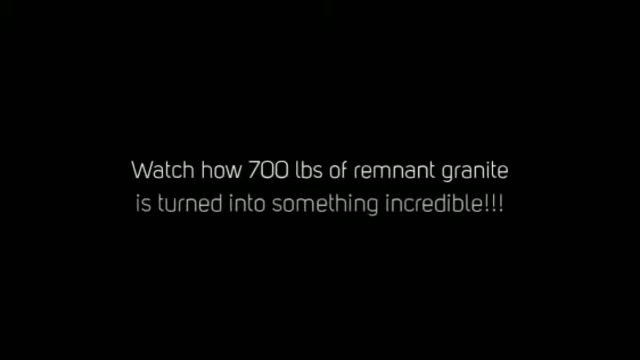 Watch how 700 lbs of remnant granite
is turned into something incredible!!!